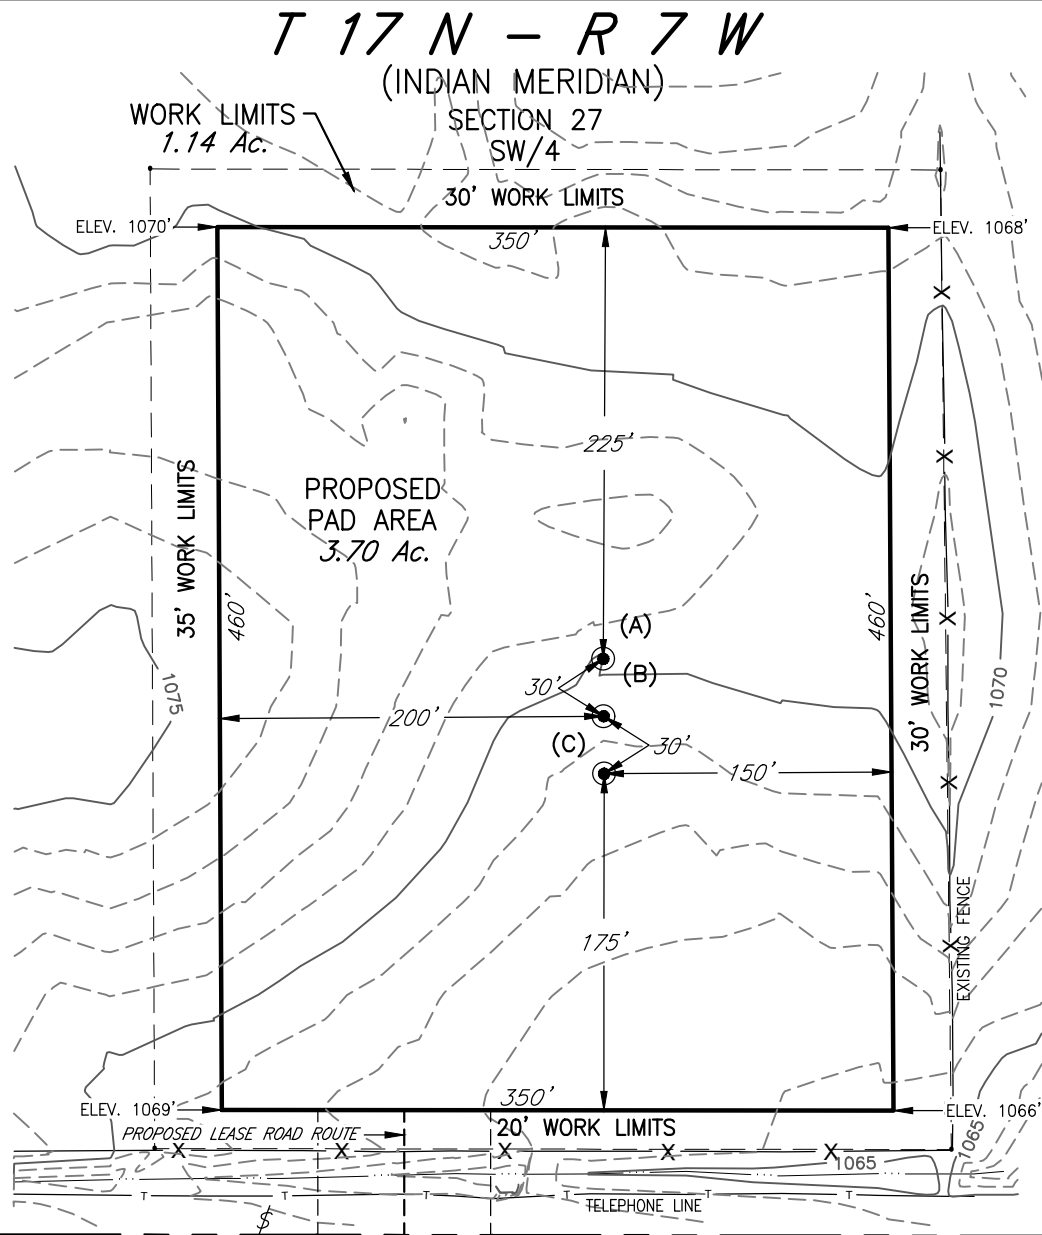 T 17 N - R 7 W
(INDIAN MERIDIAN)
SECTION 27
SW/4
WORK LIMITS
1.14 Ac.
30' WORK LIMITS
ELEV. 1070'
350'
ELEV. 1068'
X
225'
X
PROPOSED
PAD AREA
3.70 Ac.
35' WORK LIMITS
460'
460'
30' WORK LIMITS
X
(A)
(B)
30'
1075
1070
200'
(C)
30'
150'
X
175'
EXISTING FENCE
X
350'
ELEV. 1069'
ELEV. 1066'
20' WORK LIMITS
PROPOSED LEASE ROAD ROUTE
X X X X X
1065
1065
T T T T T T
TELEPHONE LINE
$